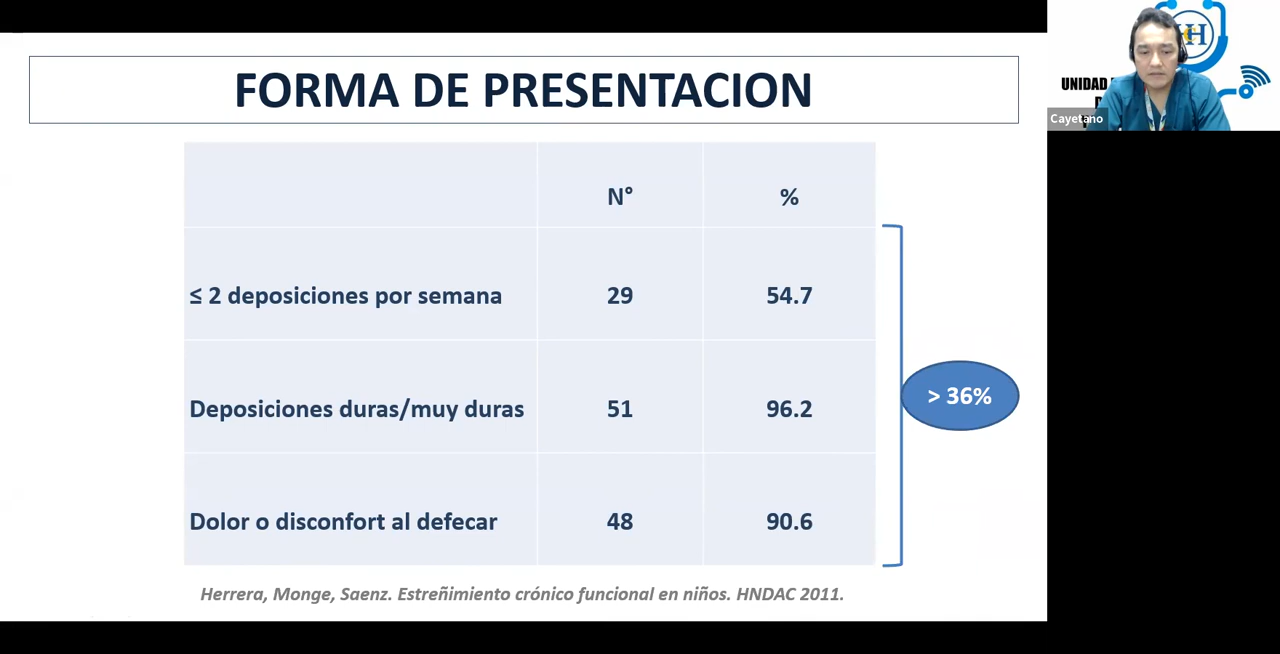 FORMA DE PRESENTACION
N° %
≤ 2 deposiciones por semana 29 54.7
Deposiciones duras/muy duras 51 96.2
> 36%
Dolor o disconfort al defecar 48 90.6
Herrera, Monge, Saenz. Estreñimiento crónico funcional en niños. HNDAC 2011.
UNIDAD
Cayetano